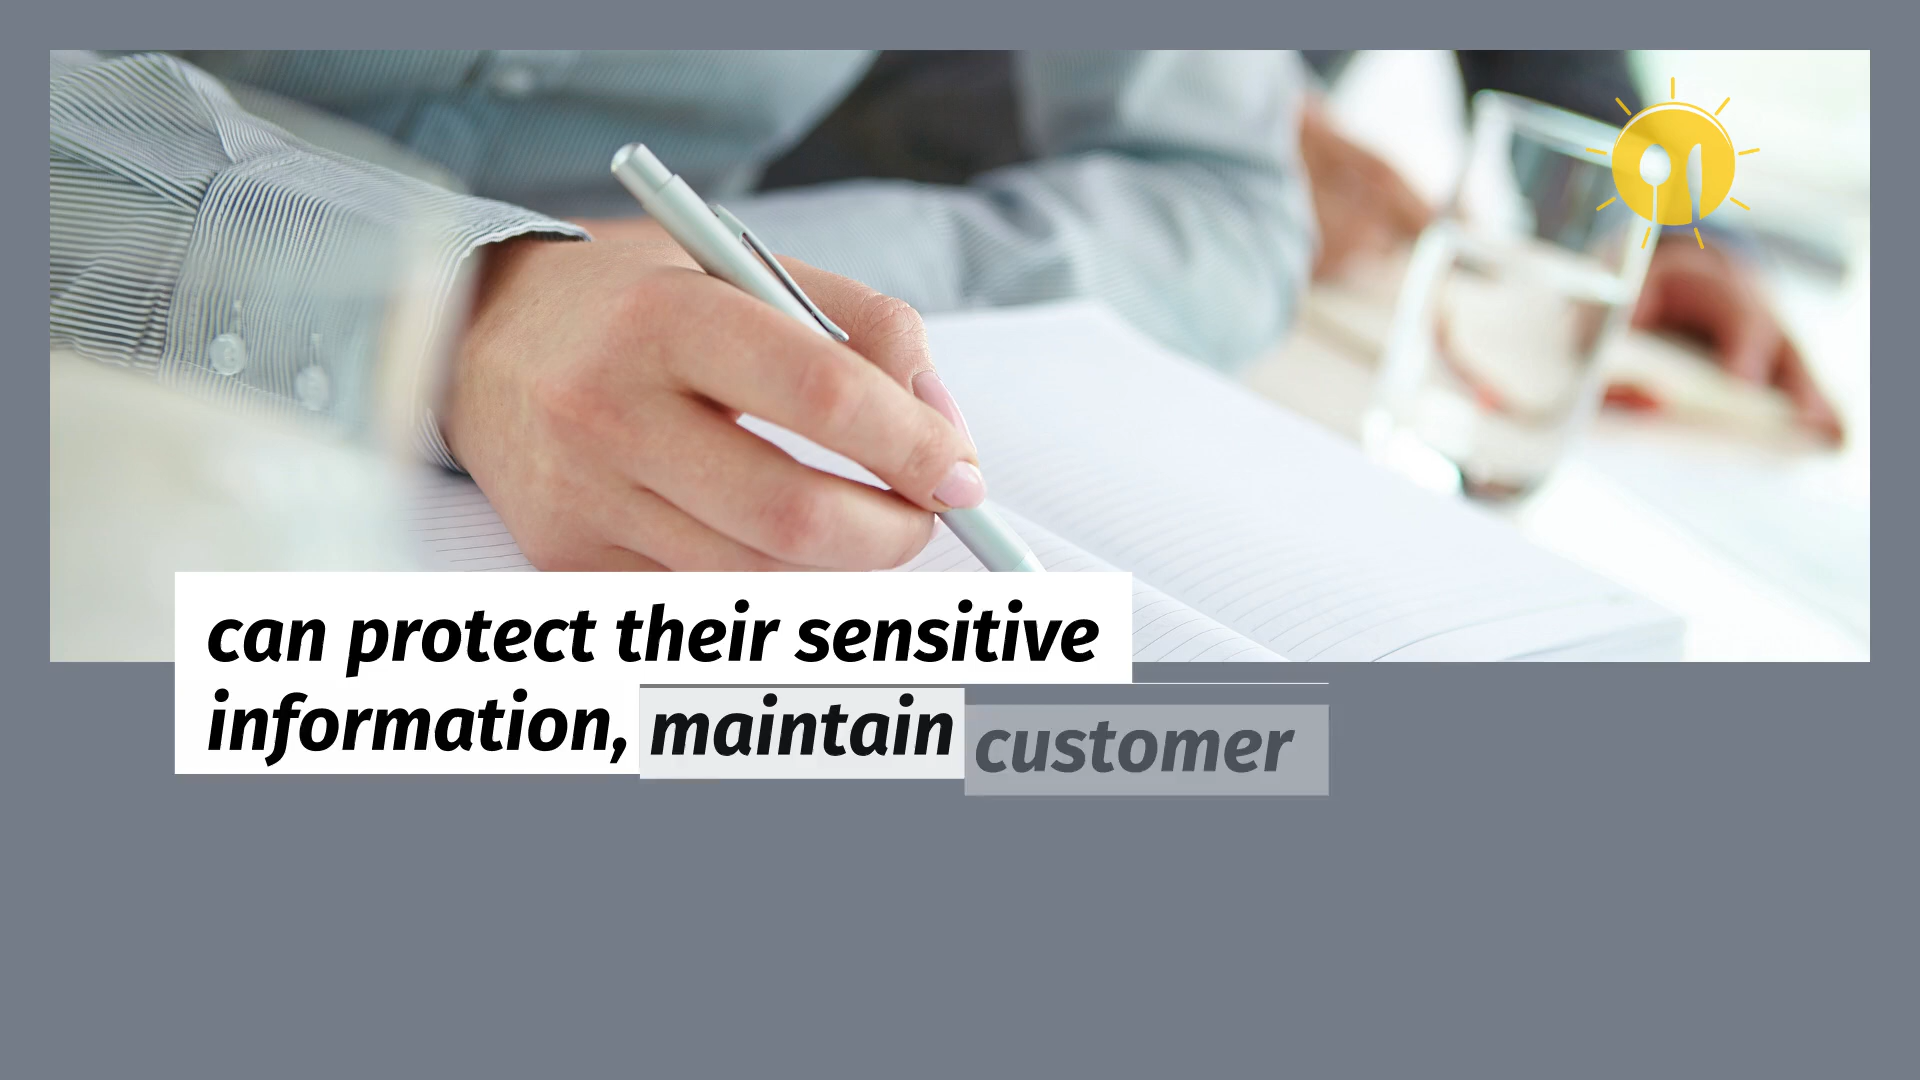 can protect their sensitive
information, maintain customer